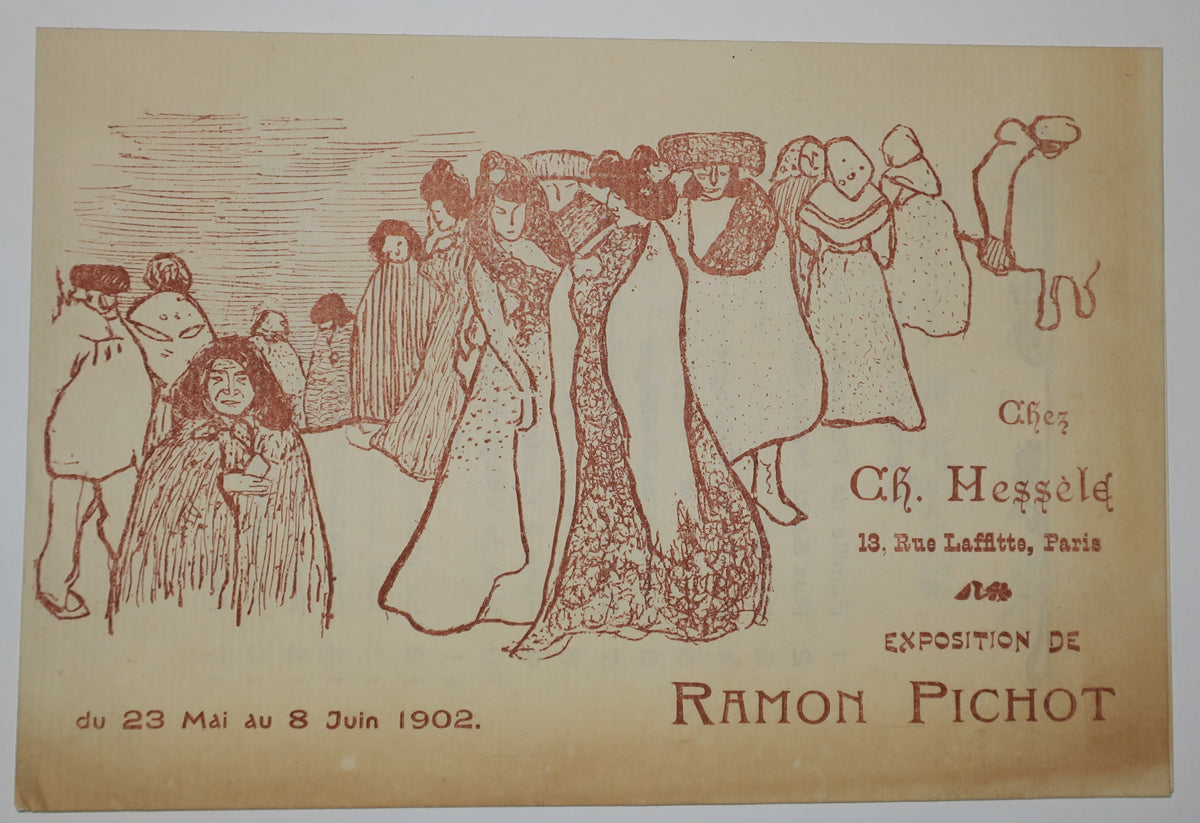 Chez
Ch. Hessèle
13, Rue Laffitte, Paris
EXPOSITION DE
RAMON PICHOT
du 23 Mai au 8 Juin 1902.